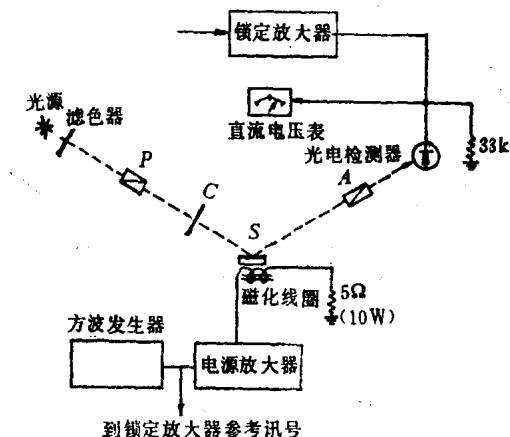 锁定放大器
光源
滤色器
直流电压表
33k
光电检测器
P
A
C
S
磁化线圈
5Ω
(10W)
方波发生器
电源放大器
到锁定放大器参考讯号